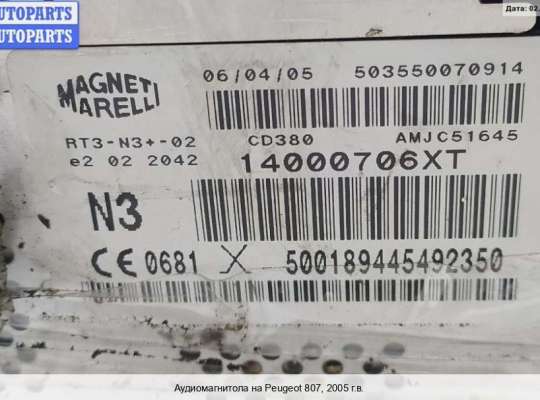 AUTOPARTS
AUTOPARTS
Дата: 02.
MAGNETI
MARELLI
06/04/05 503550070914
RT3-N3+-02 CD380 AMJC51645
e2 02 2042 14000706XT
N3
CE 0681 X 500189445492350
Аудиомагнитола на Peugeot 807, 2005 г.в.